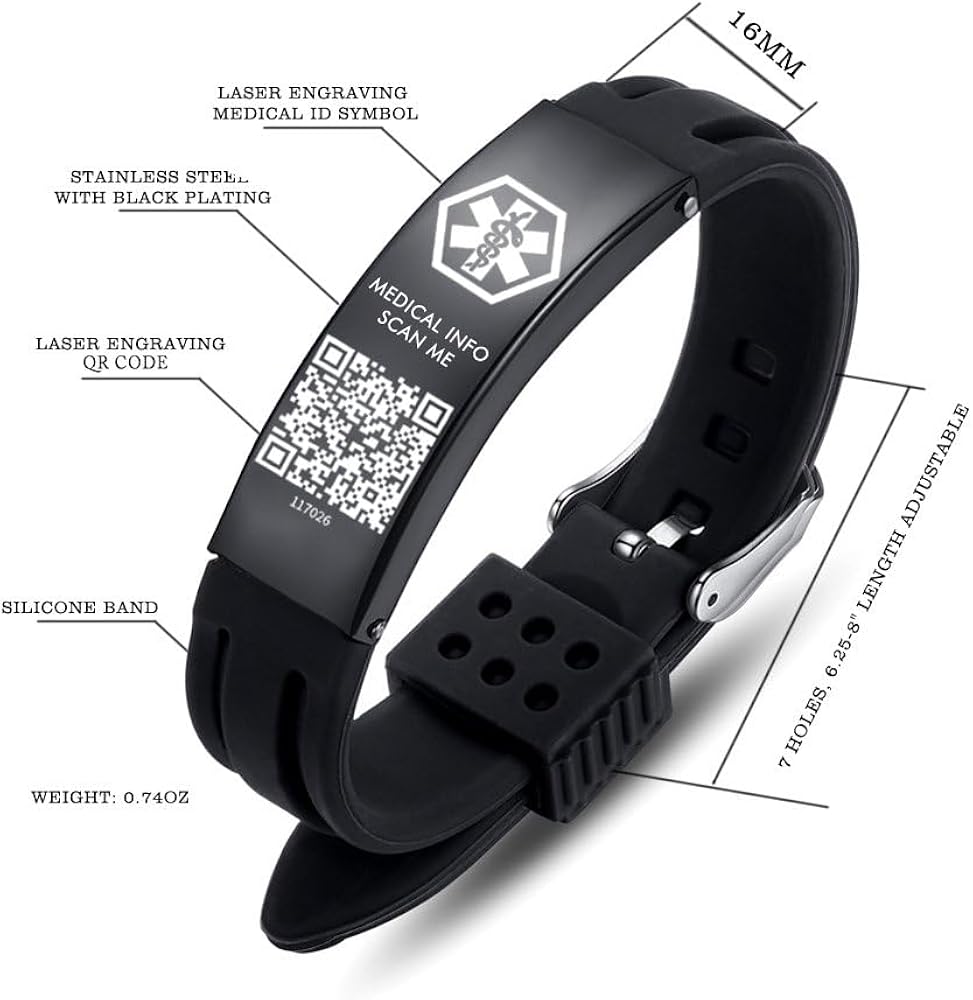 16MM
LASER ENGRAVING
MEDICAL ID SYMBOL
STAINLESS STEEL
WITH BLACK PLATING
MEDICAL INFO
SCAN ME
LASER ENGRAVING
QR CODE
117026
7 HOLES, 6.25-8" LENGTH ADJUSTABLE
SILICONE BAND
WEIGHT: 0.74OZ